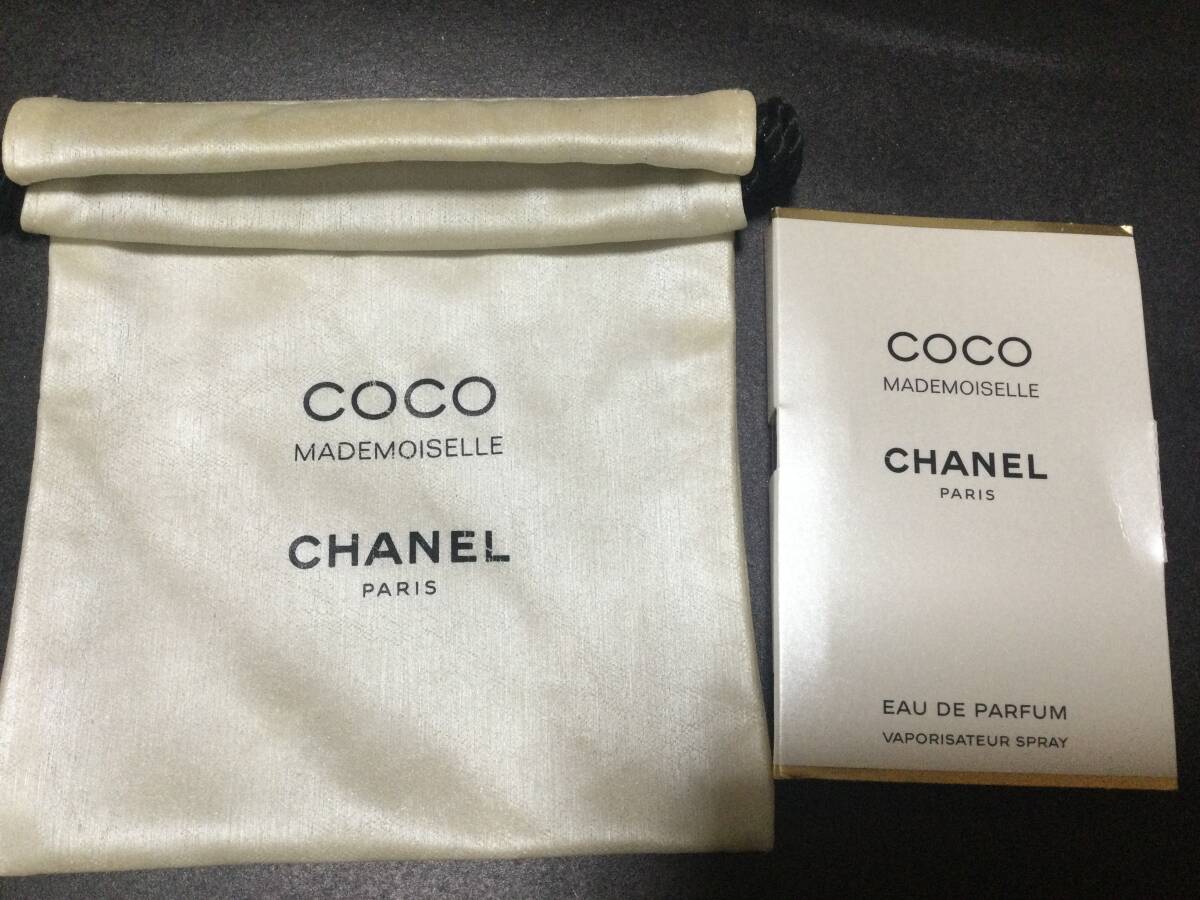 COCO
MADEMOISELLE
CHANEL
PARIS
COCO
MADEMOISELLE
CHANEL
PARIS
EAU DE PARFUM
VAPORISATEUR SPRAY